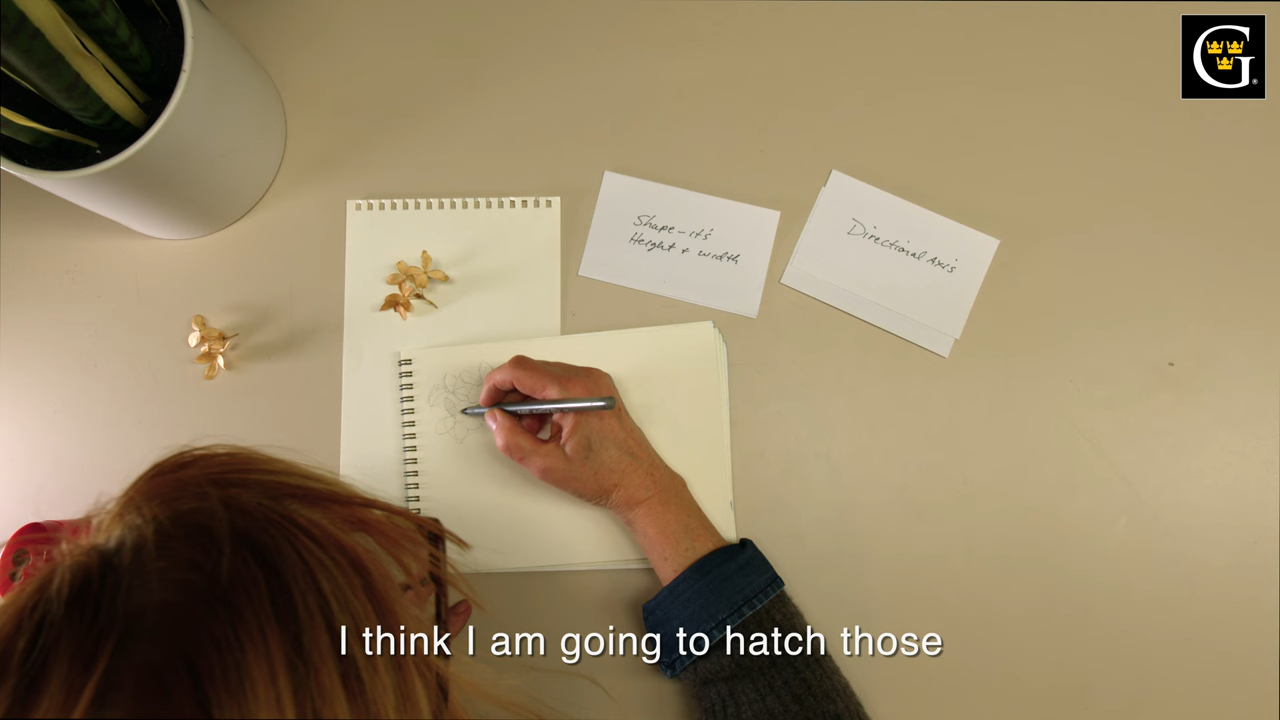 G
Shape - it's
Height + width
Directional Axis
I think I am going to hatch those